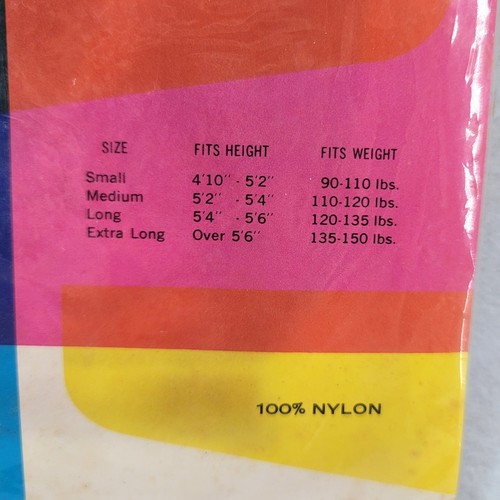 SIZE FITS HEIGHT FITS WEIGHT
Small 4'10'' - 5'2'' 90-110 lbs.
Medium 5'2'' - 5'4'' 110-120 lbs.
Long 5'4'' - 5'6'' 120-135 lbs.
Extra Long Over 5'6'' 135-150 lbs.
100% NYLON